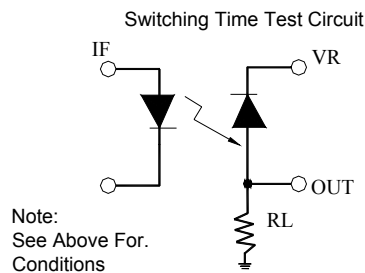 Switching Time Test Circuit
IF
VR
OUT
RL
Note:
See Above For.
Conditions